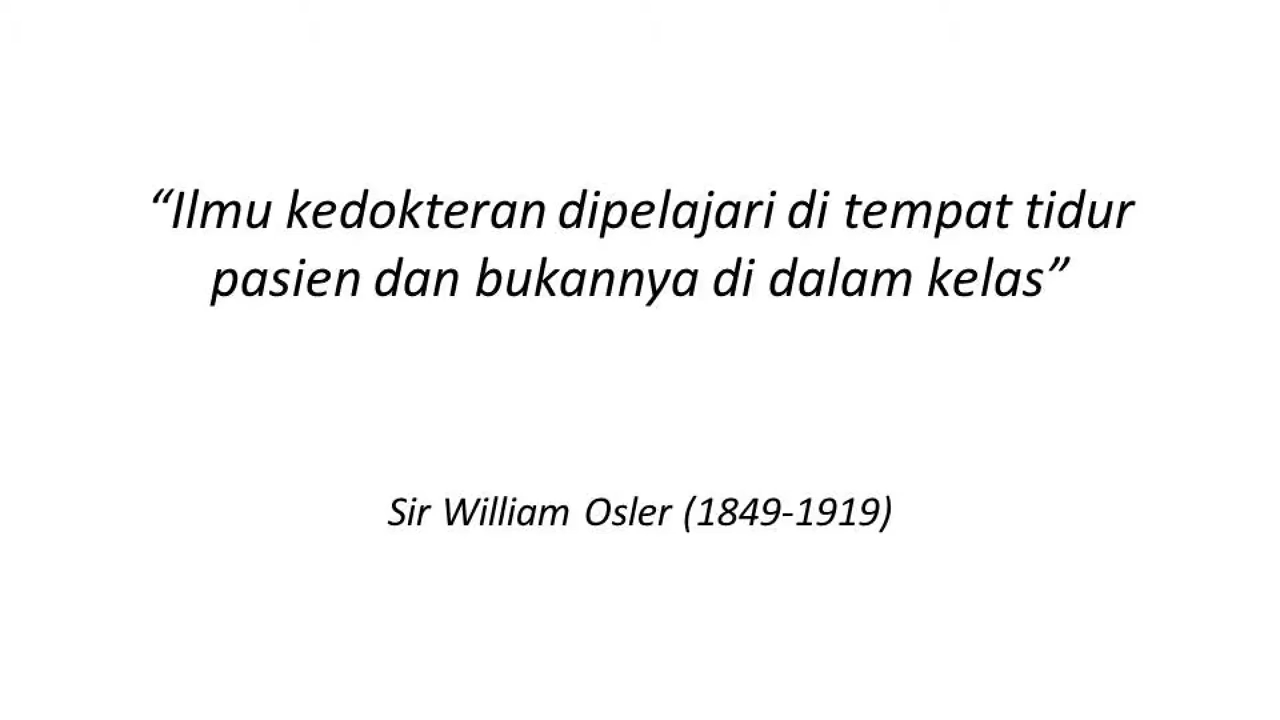 “Ilmu kedokteran dipelajari di tempat tidur
pasien dan bukannya di dalam kelas”
Sir William Osler (1849-1919)